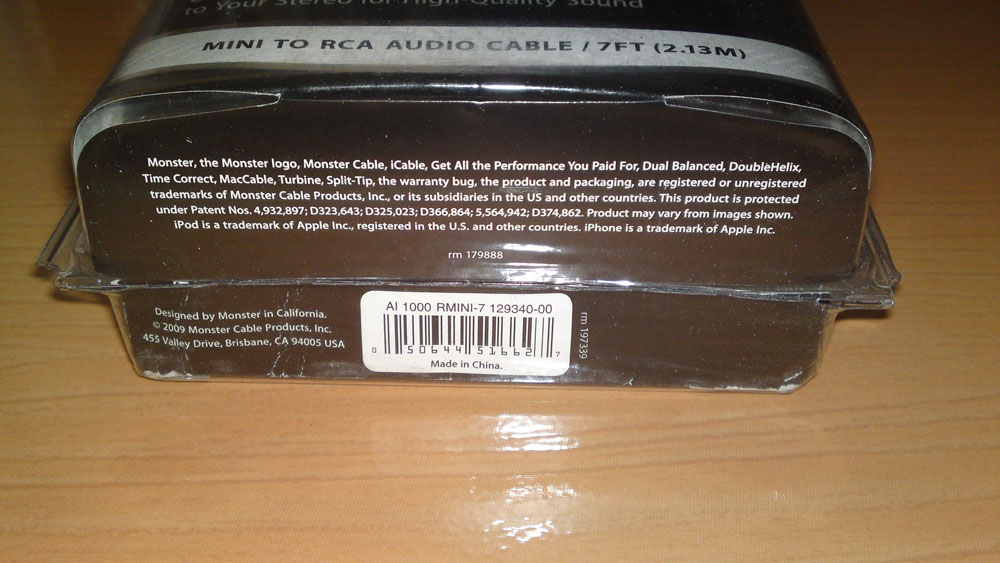 to Your Stereo for High-Quality Sound
MINI TO RCA AUDIO CABLE / 7FT (2.13M)
Monster, the Monster logo, Monster Cable, iCable, Get All the Performance You Paid For, Dual Balanced, DoubleHelix,
Time Correct, MacCable, Turbine, Split-Tip, the warranty bug, the product and packaging, are registered or unregistered
trademarks of Monster Cable Products, Inc., or its subsidiaries in the US and other countries. This product is protected
under Patent Nos. 4,932,897; D323,643; D325,023; D366,864; 5,564,942; D374,862. Product may vary from images shown.
iPod is a trademark of Apple Inc., registered in the U.S. and other countries. iPhone is a trademark of Apple Inc.
rm 179888
Designed by Monster in California.
© 2009 Monster Cable Products, Inc.
455 Valley Drive, Brisbane, CA 94005 USA
AI 1000 RMINI-7 129340-00
0 50644 51662 7
Made in China.
rm 197339